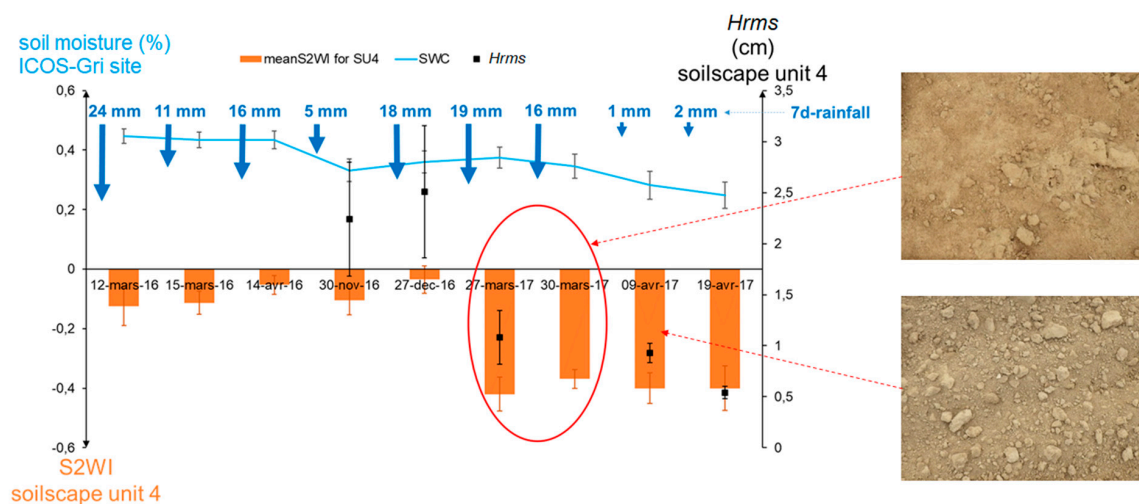 soil moisture (%)
ICOS-Gri site
meanS2WI for SU4
SWC
Hrms
Hrms
(cm)
soilscape unit 4
0,6
0,4
0,2
0
-0,2
-0,4
-0,6
24 mm
11 mm
16 mm
5 mm
18 mm
19 mm
16 mm
1 mm
2 mm
7d-rainfall
3,5
3
2,5
2
1,5
1
0,5
0
12-mars-16
15-mars-16
14-avr-16
30-nov-16
27-dec-16
27-mars-17
30-mars-17
09-avr-17
19-avr-17
S2WI
soilscape unit 4